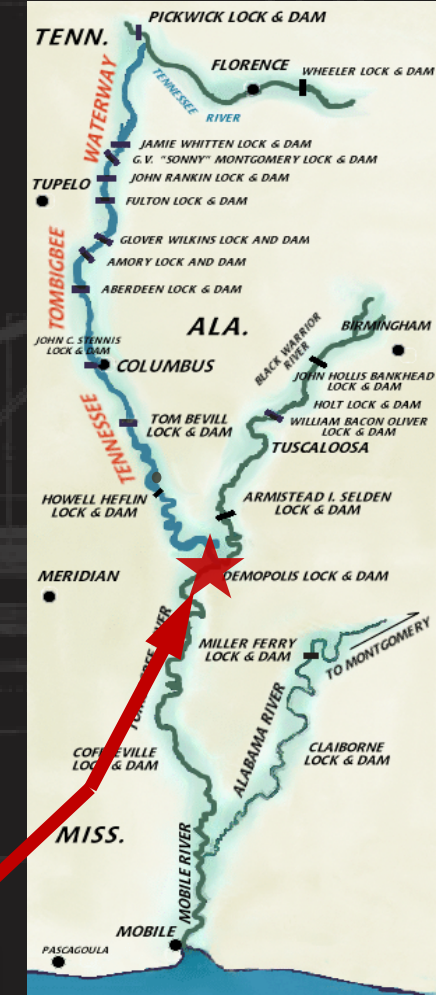 PICKWICK LOCK & DAM
TENN.
FLORENCE
WHEELER LOCK & DAM
TENNESSEE
RIVER
WATERWAY
JAMIE WHITTEN LOCK & DAM
G.V. "SONNY" MONTGOMERY LOCK & DAM
JOHN RANKIN LOCK & DAM
TUPELO
FULTON LOCK & DAM
GLOVER WILKINS LOCK AND DAM
AMORY LOCK AND DAM
TOMBIGBEE
ABERDEEN LOCK & DAM
ALA.
BIRMINGHAM
BLACK WARRIOR
RIVER
JOHN C. STENNIS
LOCK & DAM
COLUMBUS
JOHN HOLLIS BANKHEAD
LOCK & DAM
HOLT LOCK & DAM
WILLIAM BACON OLIVER
LOCK & DAM
TENNESSEE
TOM BEVILL
LOCK & DAM
TUSCALOOSA
HOWELL HEFLIN
LOCK & DAM
ARMISTEAD I. SELDEN
LOCK & DAM
MERIDIAN
DEMOPOLIS LOCK & DAM
MILLER FERRY
LOCK & DAM
TO MONTGOMERY
ALABAMA RIVER
CLAIBORNE
LOCK & DAM
& DAM
MISS.
MOBILE RIVER
MOBILE
PASCAGOULA